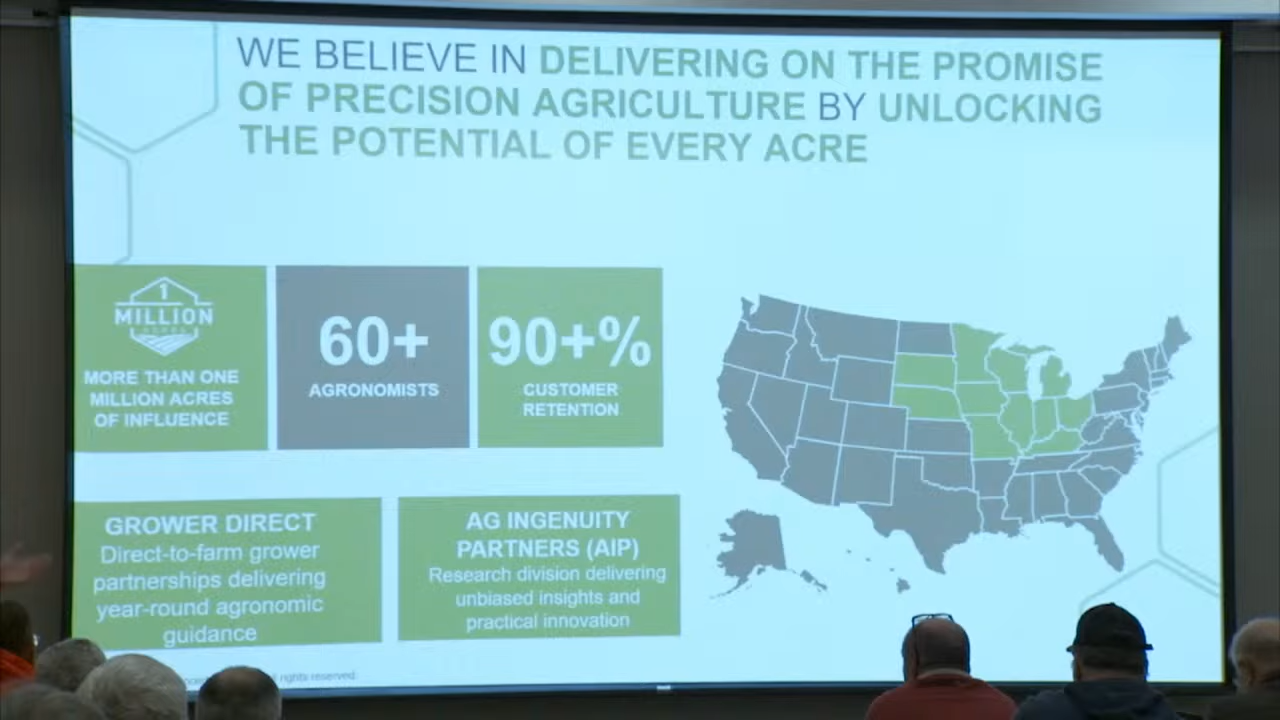 WE BELIEVE IN DELIVERING ON THE PROMISE
OF PRECISION AGRICULTURE BY UNLOCKING
THE POTENTIAL OF EVERY ACRE
1
MILLION
ACRES
MORE THAN ONE
MILLION ACRES
OF INFLUENCE
60+
AGRONOMISTS
90+%
CUSTOMER
RETENTION
GROWER DIRECT
Direct-to-farm grower
partnerships delivering
year-round agronomic
guidance
AG INGENUITY
PARTNERS (AIP)
Research division delivering
unbiased insights and
practical innovation
rights reserved.